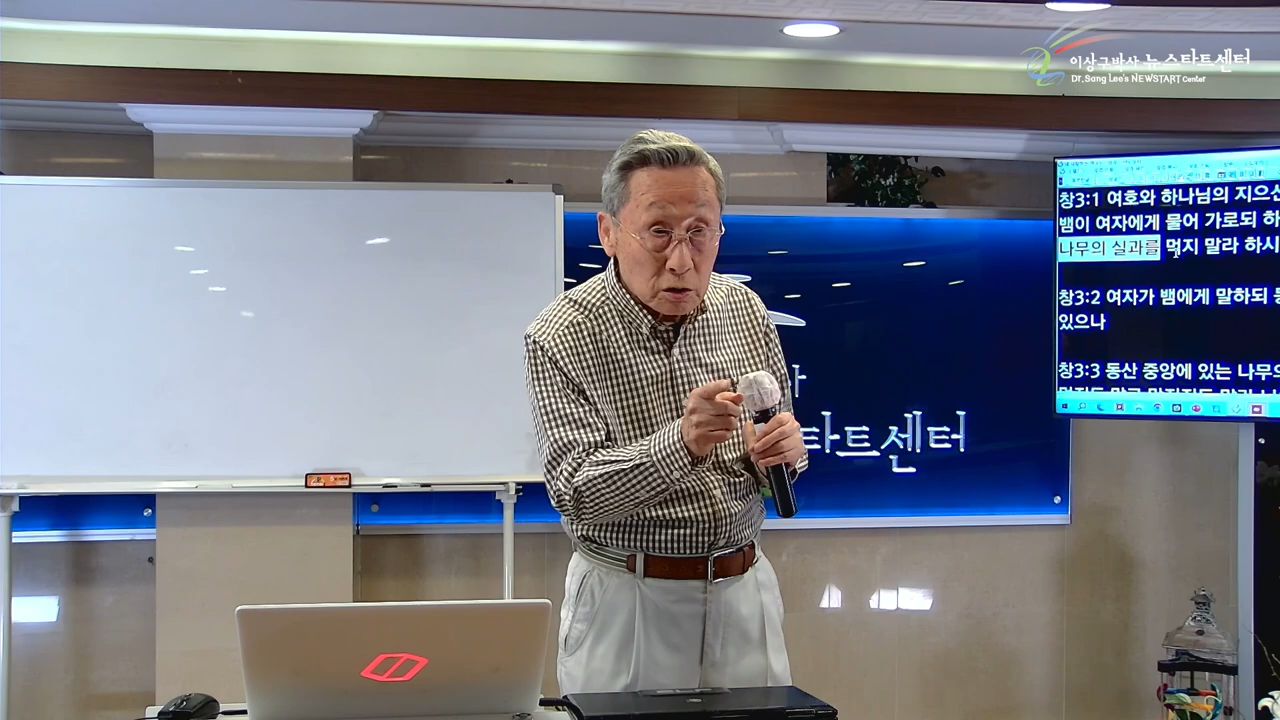 이상구박사 뉴스타트센터
Dr. Sang Lee's NEWSTART Center
창3:1 여호와 하나님의 지으신
뱀이 여자에게 물어 가로되 하
나무의 실과를 먹지 말라 하시
창3:2 여자가 뱀에게 말하되
있으나
창3:3 동산 중앙에 있는 나무의
타트센터